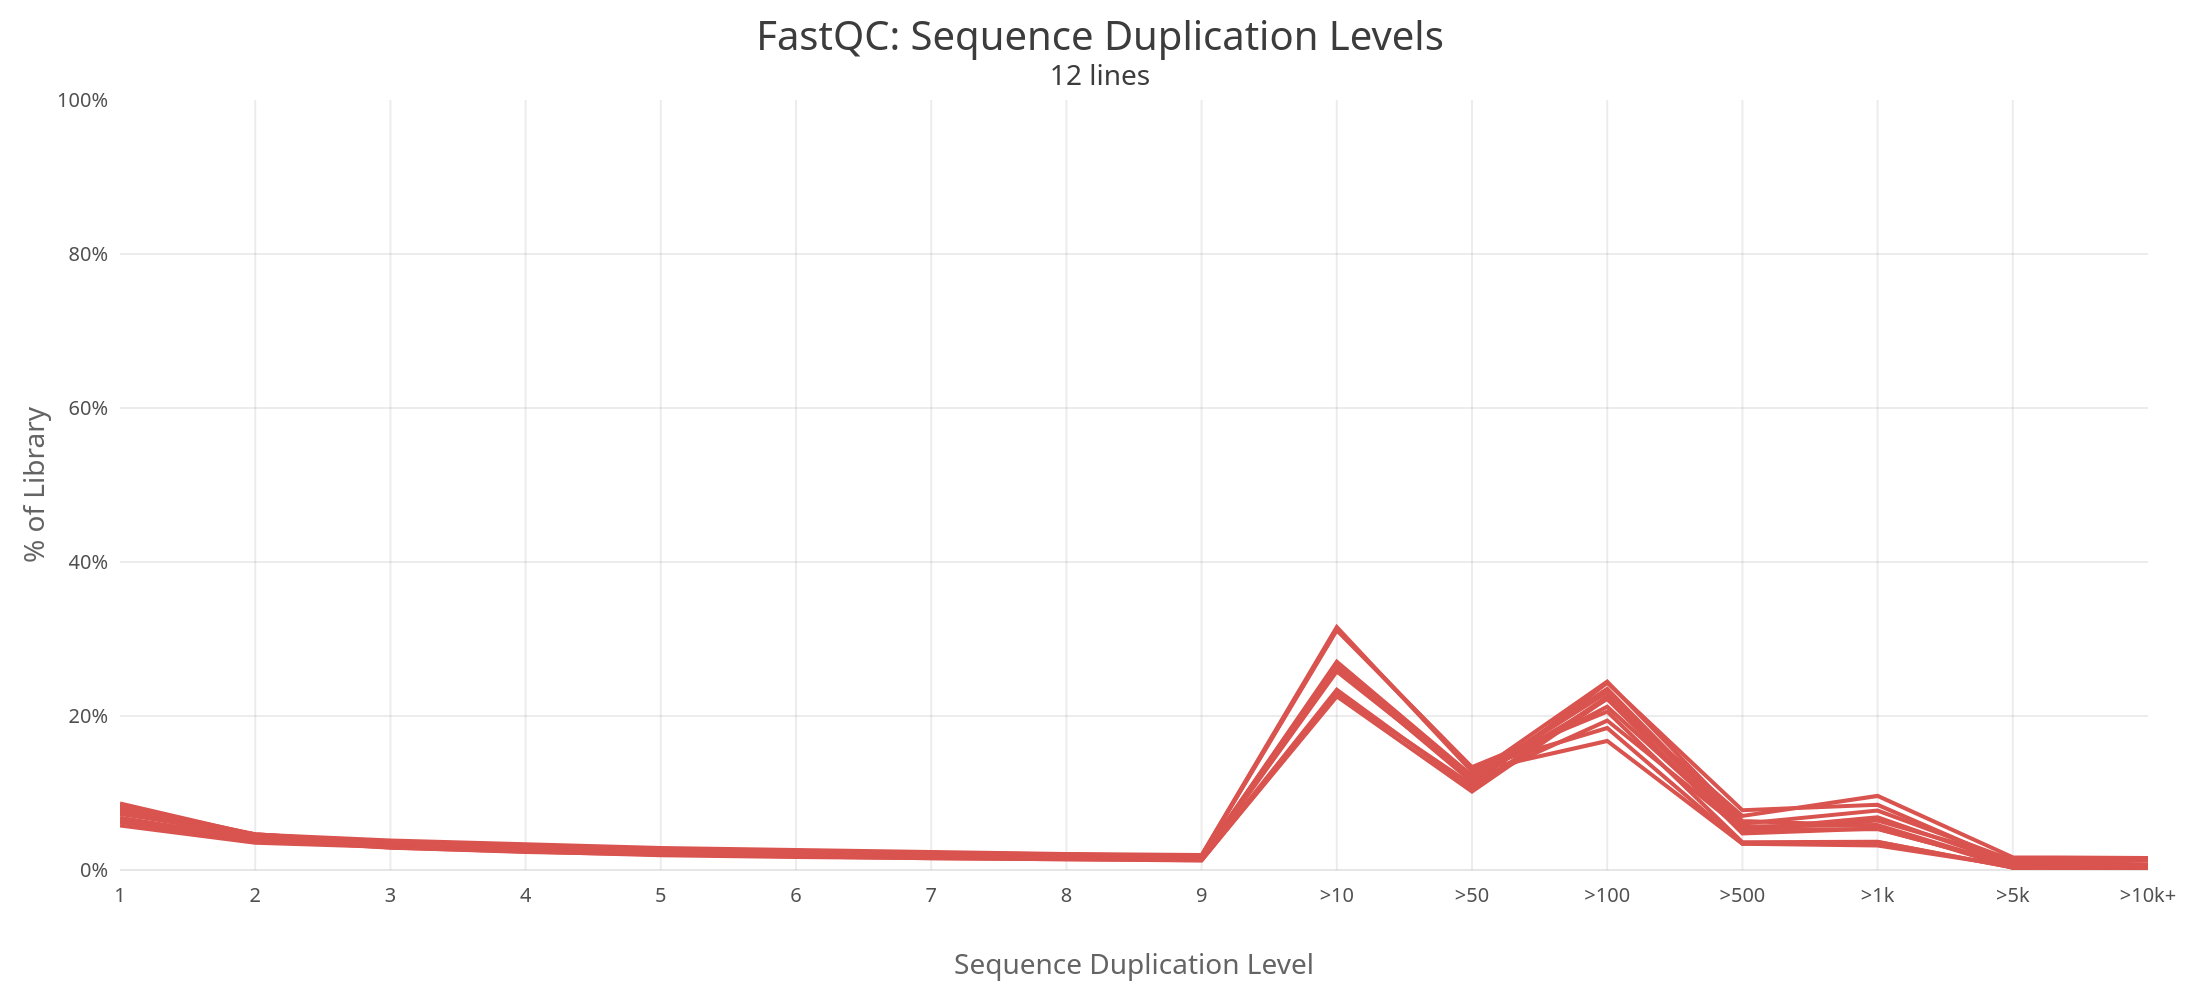 FastQC: Sequence Duplication Levels
12 lines
100%
80%
60%
40%
20%
0%
% of Library
1 2 3 4 5 6 7 8 9 >10 >50 >100 >500 >1k >5k >10k+
Sequence Duplication Level